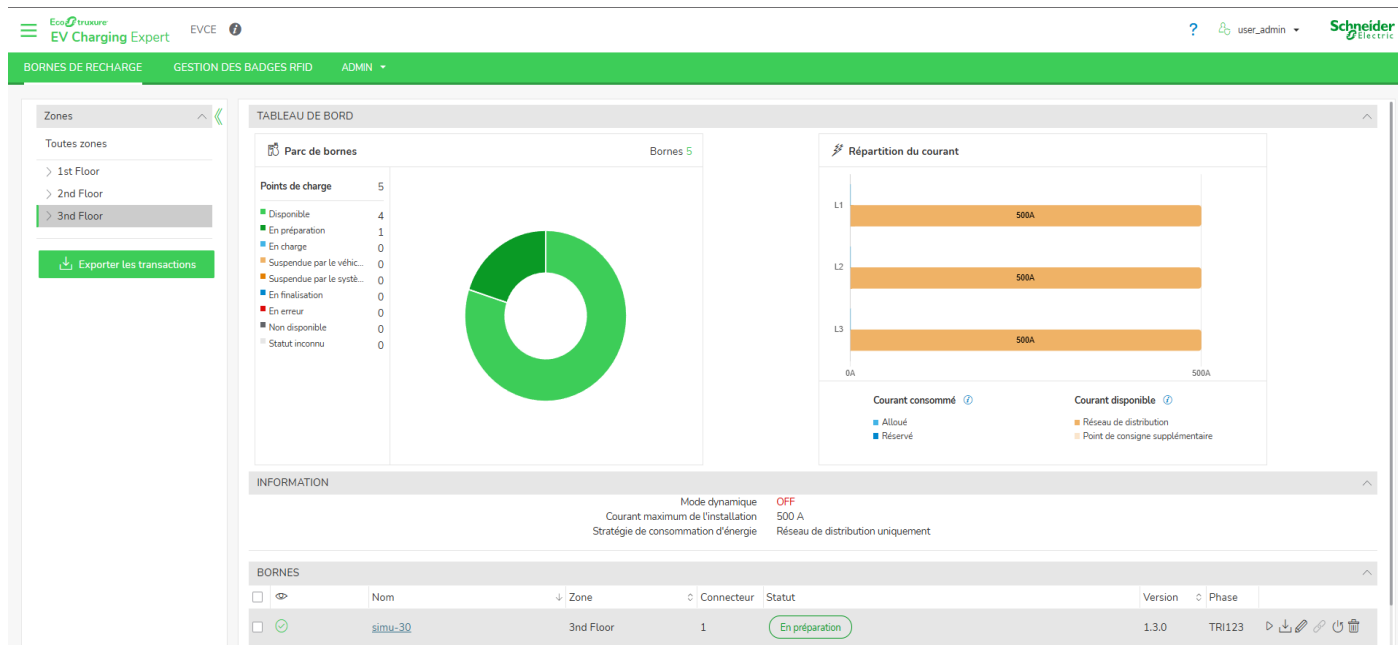 EcoStruxure
EV Charging Expert
EVCE
?
user_admin
Schneider
Electric
BORNES DE RECHARGE
GESTION DES BADGES RFID
ADMIN
Zones
Toutes zones
1st Floor
2nd Floor
3nd Floor
Exporter les transactions
TABLEAU DE BORD
Parc de bornes
Bornes 5
Points de charge 5
Disponible 4
En préparation 1
En charge 0
Suspendue par le véhic... 0
Suspendue par le systè... 0
En finalisation 0
En erreur 0
Non disponible 0
Statut inconnu 0
Répartition du courant
L1 500A
L2 500A
L3 500A
0A 500A
Courant consommé
Alloué
Réservé
Courant disponible
Réseau de distribution
Point de consigne supplémentaire
INFORMATION
Mode dynamique OFF
Courant maximum de l'installation 500 A
Stratégie de consommation d'énergie Réseau de distribution uniquement
BORNES
Nom Zone Connecteur Statut Version Phase
simu-30 3nd Floor 1 En préparation 1.3.0 TRI123